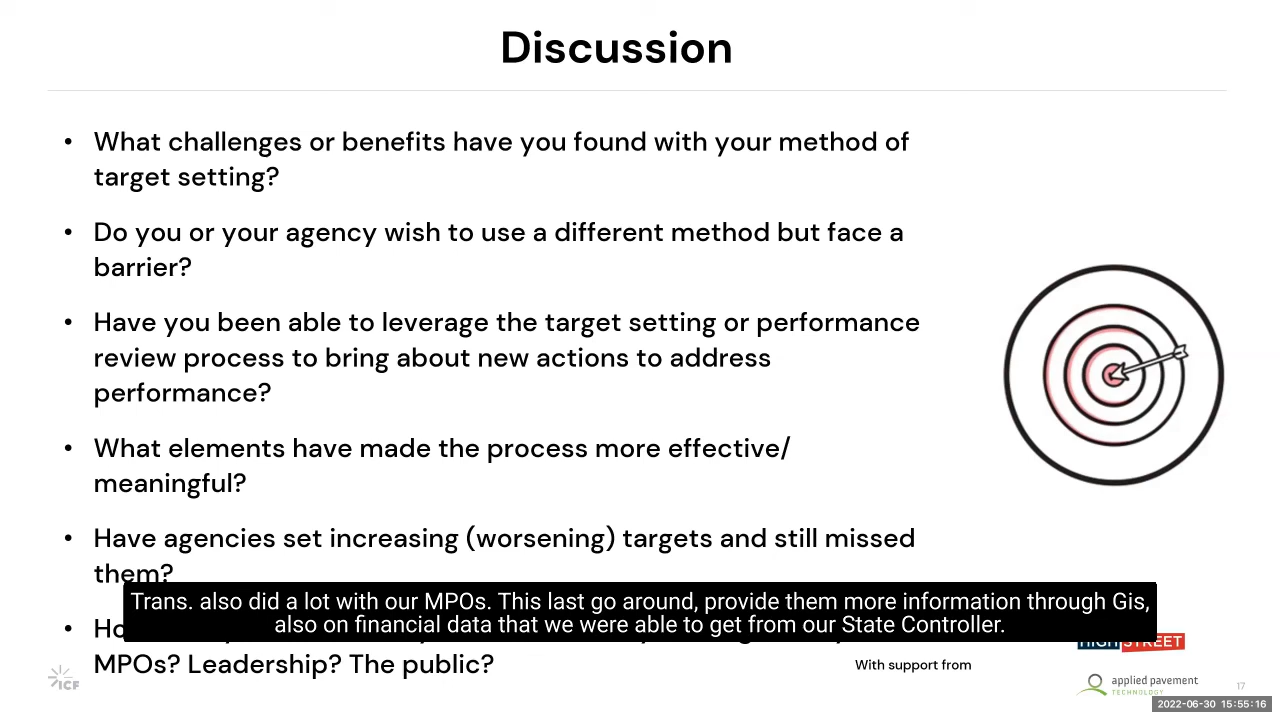 Discussion
• What challenges or benefits have you found with your method of
target setting?
• Do you or your agency wish to use a different method but face a
barrier?
• Have you been able to leverage the target setting or performance
review process to bring about new actions to address
performance?
• What elements have made the process more effective/
meaningful?
• Have agencies set increasing (worsening) targets and still missed
them?
Trans. also did a lot with our MPOs. This last go around, provide them more information through Gis,
also on financial data that we were able to get from our State Controller.
MPOs? Leadership? The public?
HIGH STREET
With support from
ICF
applied pavement
TECHNOLOGY
17
2022-06-30 15:55:16